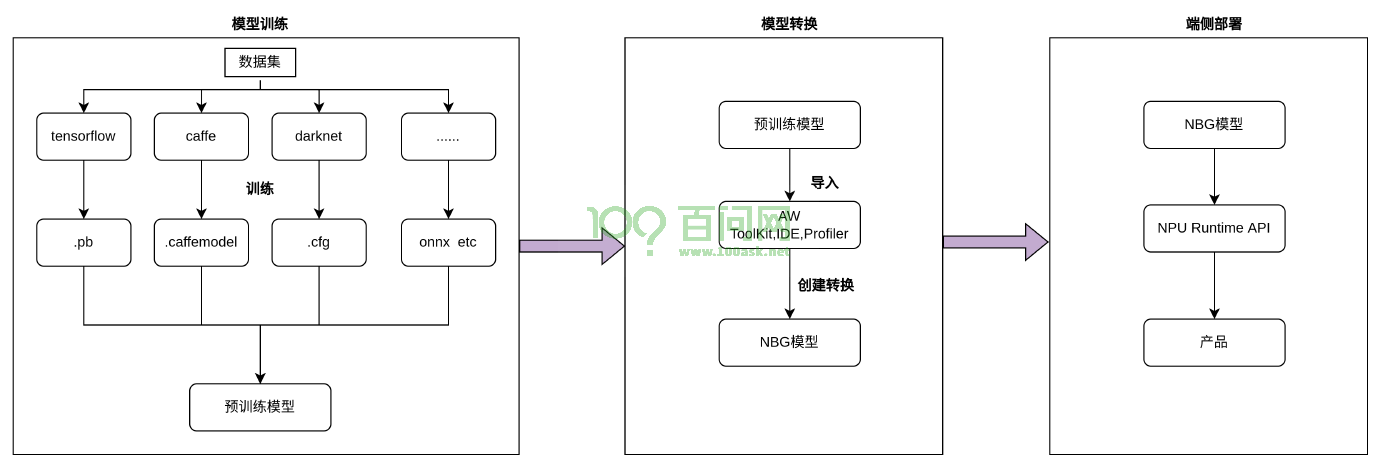 模型训练
数据集
tensorflow
caffe
darknet
......
训练
.pb
.caffemodel
.cfg
onnx etc
预训练模型
模型转换
预训练模型
导入
AW
ToolKit,IDE,Profiler
创建转换
NBG模型
百问网
www.100ask.net
端侧部署
NBG模型
NPU Runtime API
产品